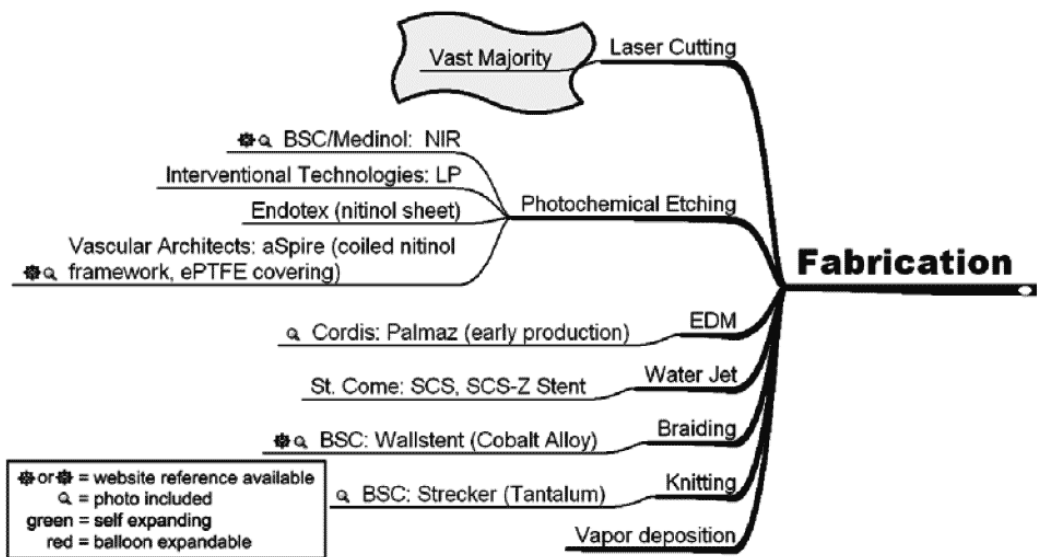 Laser Cutting
Vast Majority
Photochemical Etching
BSC/Medinol: NIR
Interventional Technologies: LP
Endotex (nitinol sheet)
Vascular Architects: aSpire (coiled nitinol
framework, ePTFE covering)
Fabrication
EDM
Cordis: Palmaz (early production)
Water Jet
St. Come: SCS, SCS-Z Stent
Braiding
BSC: Wallstent (Cobalt Alloy)
Knitting
BSC: Strecker (Tantalum)
Vapor deposition
or = website reference available
= photo included
green = self expanding
red = balloon expandable